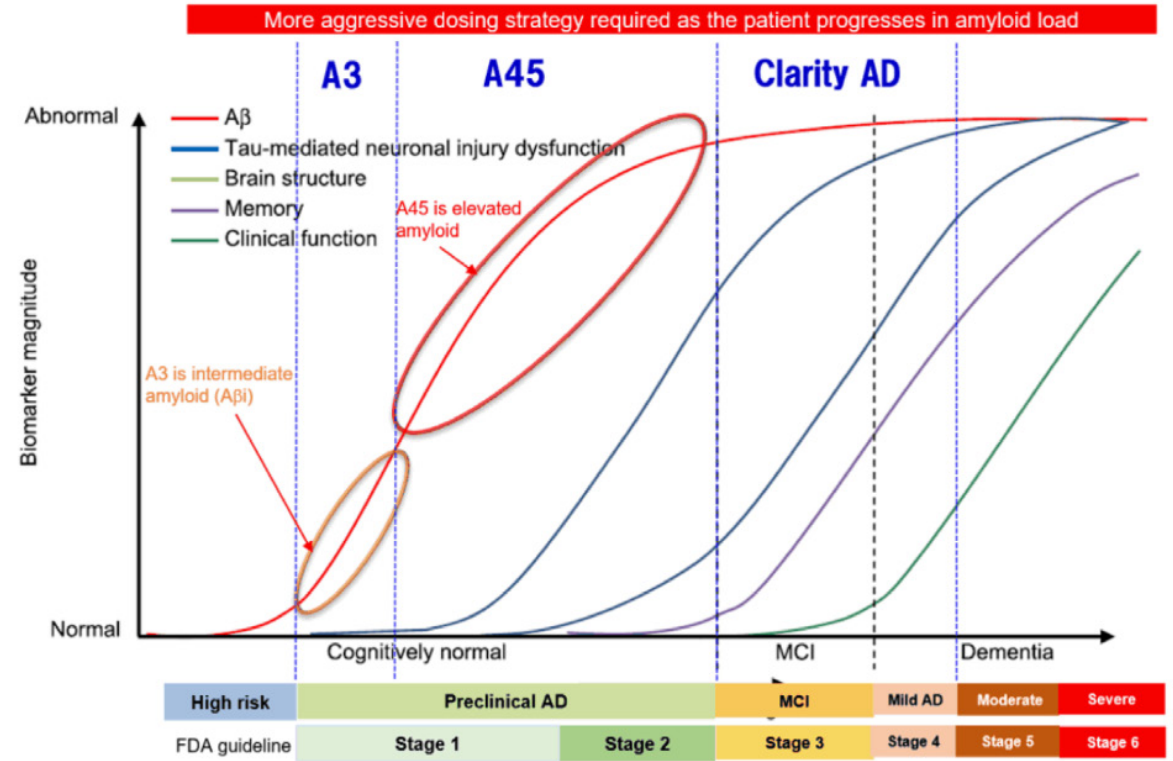 More aggressive dosing strategy required as the patient progresses in amyloid load
A3
A45
Clarity AD
Abnormal
Aβ
Tau-mediated neuronal injury dysfunction
Brain structure
Memory
Clinical function
A45 is elevated
amyloid
A3 is intermediate
amyloid (Aβi)
Biomarker magnitude
Normal
Cognitively normal
MCI
Dementia
High risk
Preclinical AD
MCI
Mild AD
Moderate
Severe
FDA guideline
Stage 1
Stage 2
Stage 3
Stage 4
Stage 5
Stage 6